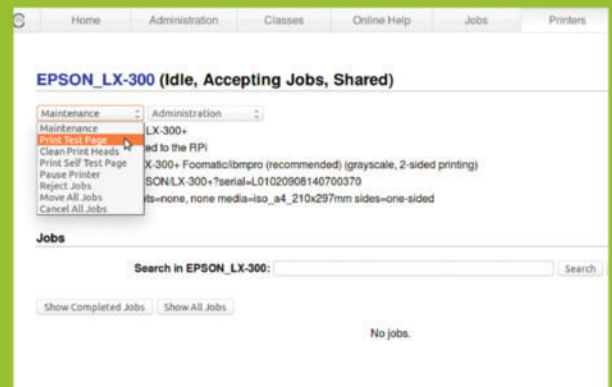 Home Administration Classes Online Help Jobs Printers
EPSON_LX-300 (Idle, Accepting Jobs, Shared)
Maintenance Administration
Maintenance LX-300+
Print Test Page ed to the RPi
Clean Print Heads
Print Self Test Page X-300+ Foomatic/ibmpro (recommended) (grayscale, 2-sided printing)
Pause Printer SON/LX-300+?serial=L01020908140700370
Reject Jobs
Move All Jobs ts=none, none media=iso_a4_210x297mm sides=one-sided
Cancel All Jobs
Jobs
Search in EPSON_LX-300: Search
Show Completed Jobs Show All Jobs
No jobs.